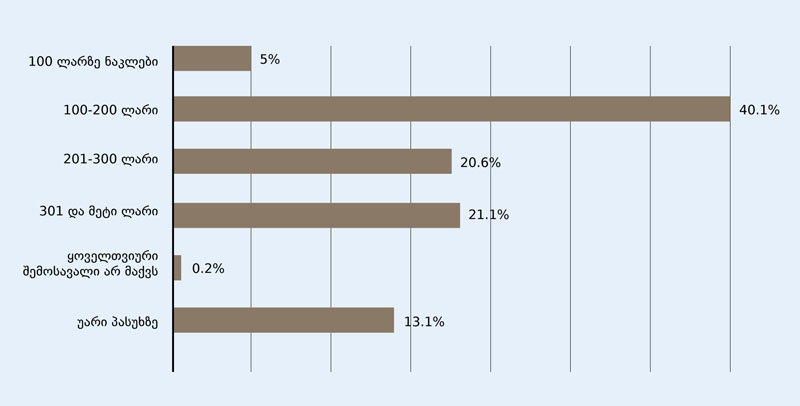 100 ლარზე ნაკლები
5%
100-200 ლარი
40.1%
201-300 ლარი
20.6%
301 და მეტი ლარი
21.1%
ყოველთვიური
შემოსავალი არ მაქვს
0.2%
უარი პასუხზე
13.1%